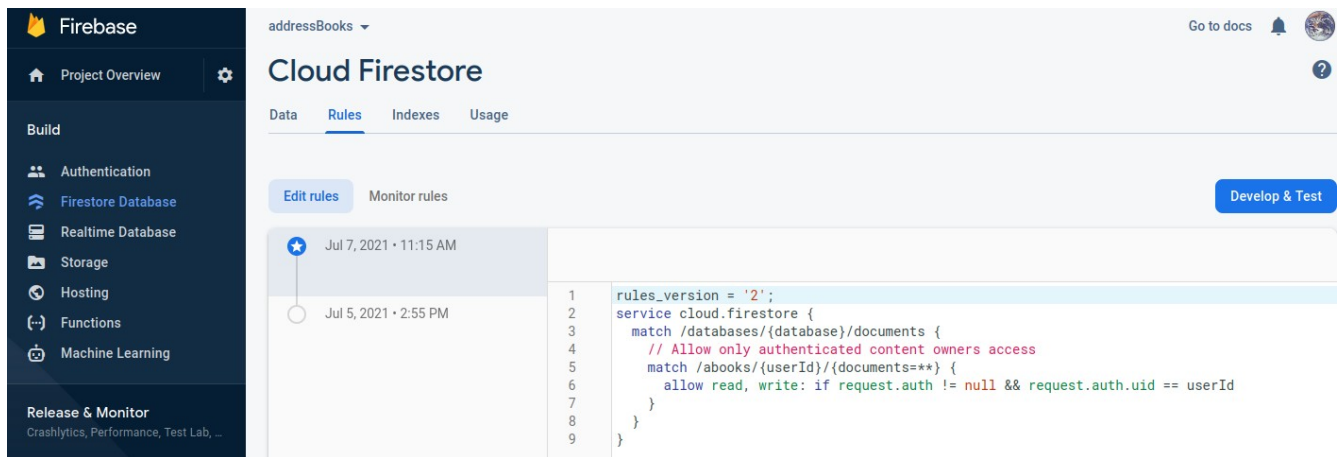 Firebase
addressBooks
Go to docs
Project Overview
Cloud Firestore
?
Data Rules Indexes Usage
Build
Authentication
Firestore Database
Realtime Database
Storage
Hosting
Functions
Machine Learning
Release & Monitor
Crashlytics, Performance, Test Lab, ...
Edit rules Monitor rules
Develop & Test
Jul 7, 2021 • 11:15 AM
Jul 5, 2021 • 2:55 PM
1 rules_version = '2';
2 service cloud.firestore {
3   match /databases/{database}/documents {
4     // Allow only authenticated content owners access
5     match /abooks/{userId}/{documents=**} {
6       allow read, write: if request.auth != null && request.auth.uid == userId
7     }
8   }
9 }